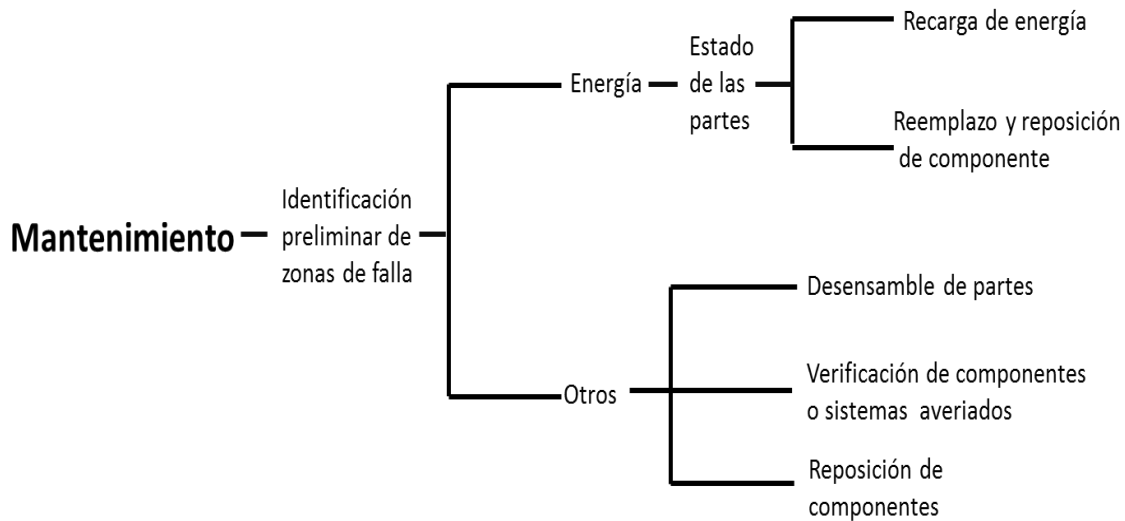 Mantenimiento
Identificación
preliminar de
zonas de falla
Energía
Estado
de las
partes
Recarga de energía
Reemplazo y reposición
de componente
Otros
Desensamble de partes
Verificación de componentes
o sistemas averiados
Reposición de
componentes